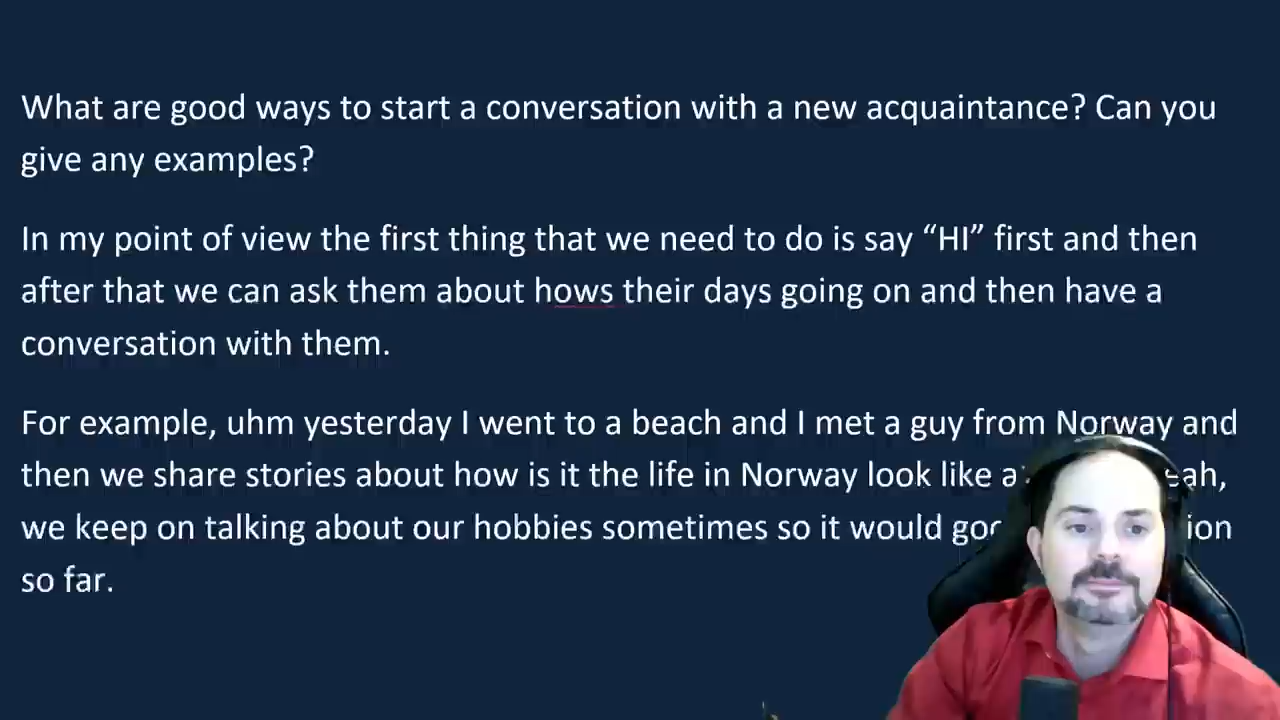 What are good ways to start a conversation with a new acquaintance? Can you
give any examples?
In my point of view the first thing that we need to do is say “HI” first and then
after that we can ask them about hows their days going on and then have a
conversation with them.
For example, uhm yesterday I went to a beach and I met a guy from Norway and
then we share stories about how is it the life in Norway look like
we keep on talking about our hobbies sometimes so it would
so far.